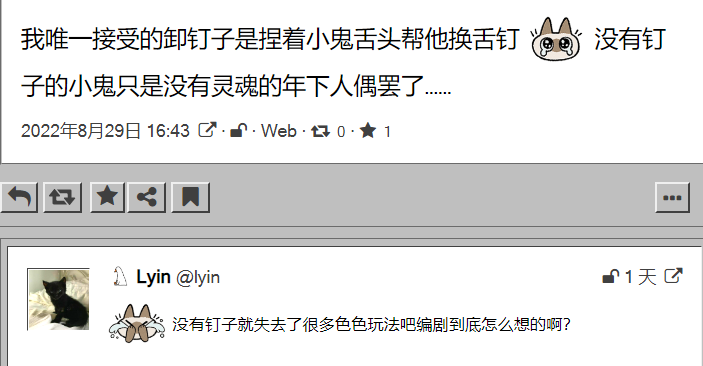 我唯一接受的卸钉子是捏着小鬼舌头帮他换舌钉 没有钉
子的小鬼只是没有灵魂的年下人偶罢了......
2022年8月29日 16:43 · · Web · 0 · 1
Lyin @lyin 1 天
没有钉子就失去了很多色色玩法吧编剧到底怎么想的啊?